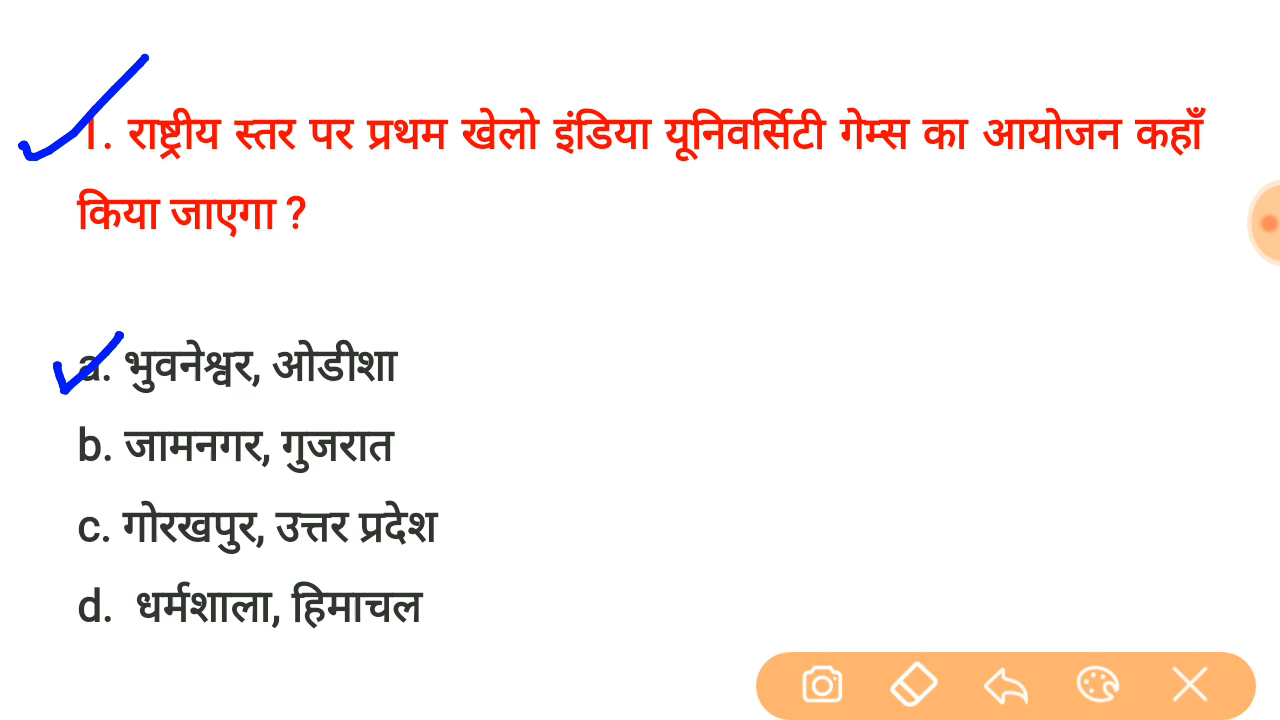 1. राष्ट्रीय स्तर पर प्रथम खेलो इंडिया यूनिवर्सिटी गेम्स का आयोजन कहाँ
किया जाएगा ?
a. भुवनेश्वर, ओडीशा
b. जामनगर, गुजरात
c. गोरखपुर, उत्तर प्रदेश
d. धर्मशाला, हिमाचल